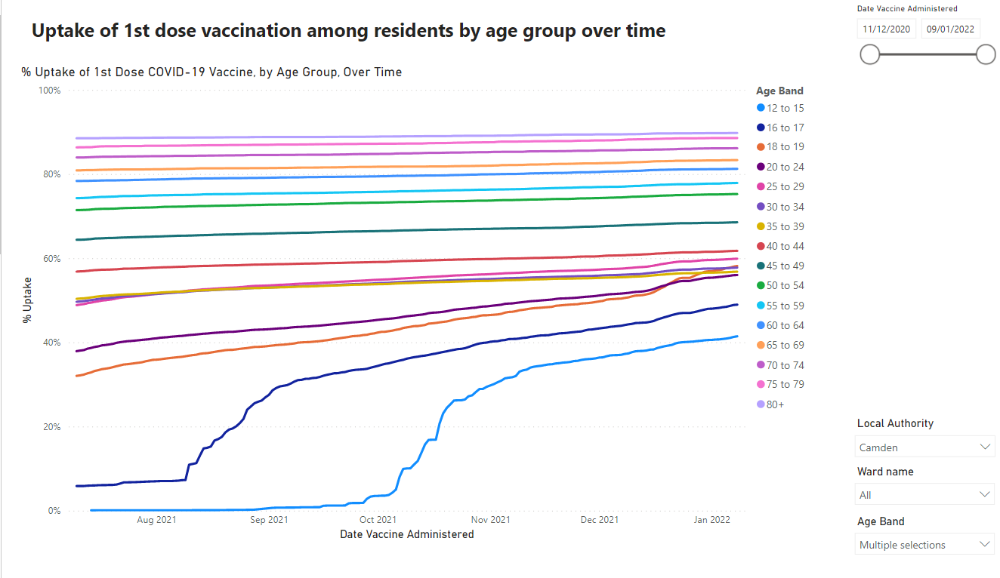 Uptake of 1st dose vaccination among residents by age group over time
Date Vaccine Administered
11/12/2020 09/01/2022
% Uptake of 1st Dose COVID-19 Vaccine, by Age Group, Over Time
% Uptake
100%
80%
60%
40%
20%
0%
Aug 2021 Sep 2021 Oct 2021 Nov 2021 Dec 2021 Jan 2022
Date Vaccine Administered
Age Band
12 to 15
16 to 17
18 to 19
20 to 24
25 to 29
30 to 34
35 to 39
40 to 44
45 to 49
50 to 54
55 to 59
60 to 64
65 to 69
70 to 74
75 to 79
80+
Local Authority
Camden
Ward name
All
Age Band
Multiple selections